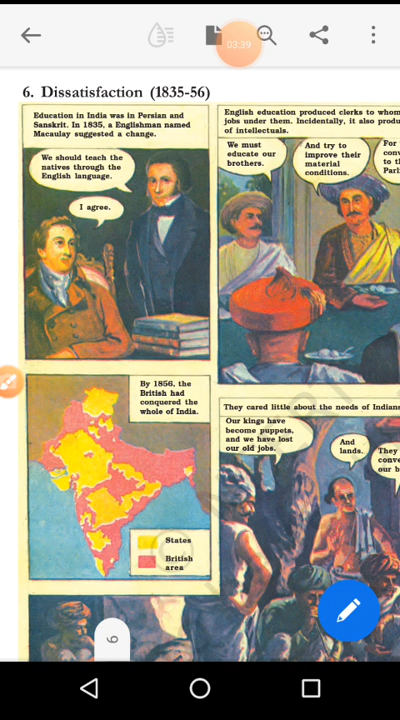 03:39
6. Dissatisfaction (1835-56)
Education in India was in Persian and
Sanskrit. In 1835, a Englishman named
Macaulay suggested a change.
We should teach the
natives through the
English language.
I agree.
English education produced clerks to whom
jobs under them. Incidentally, it also produ
of intellectuals.
We must
educate our
brothers.
And try to
improve their
material
conditions.
For
conv
to th
Parl
By 1856, the
British had
conquered the
whole of India.
States
British
area
They cared little about the needs of Indians
Our kings have
become puppets,
and we have lost
our old jobs.
And
lands.
They
conve
our b
6